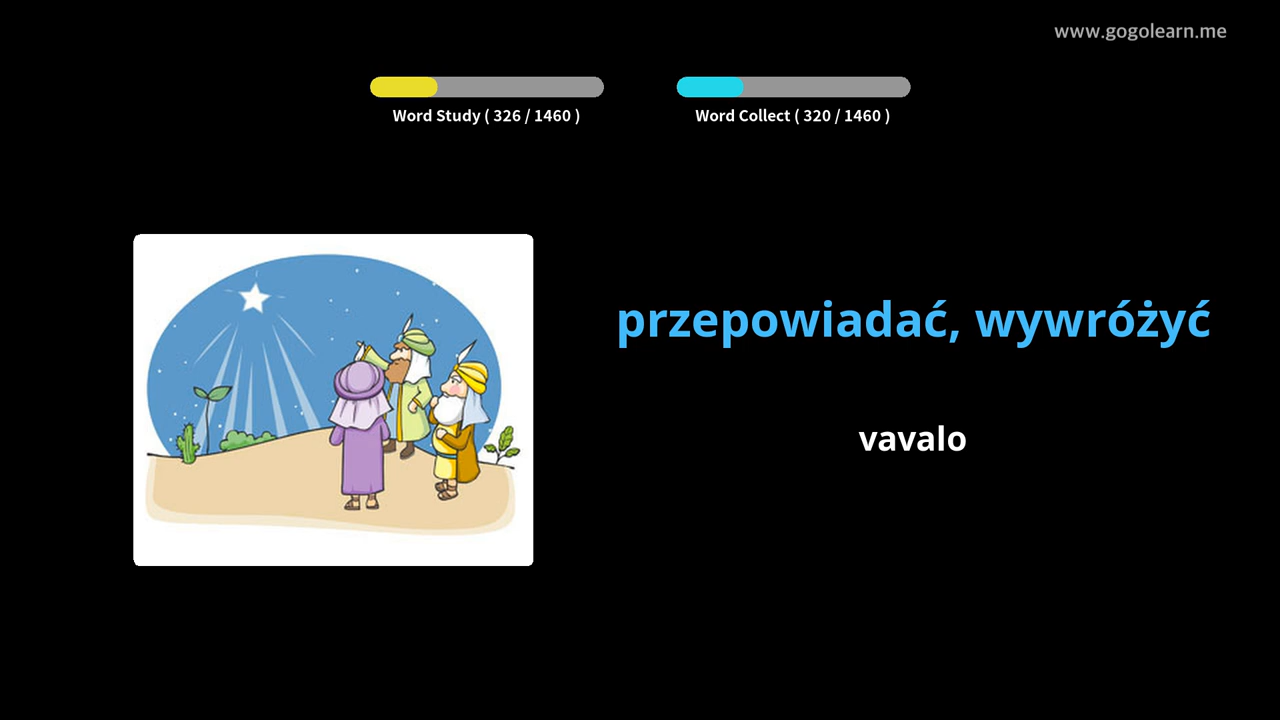 www.gogolearn.me
Word Study ( 326 / 1460 )
Word Collect ( 320 / 1460 )
przepowiadać, wywróżyć
vavalo